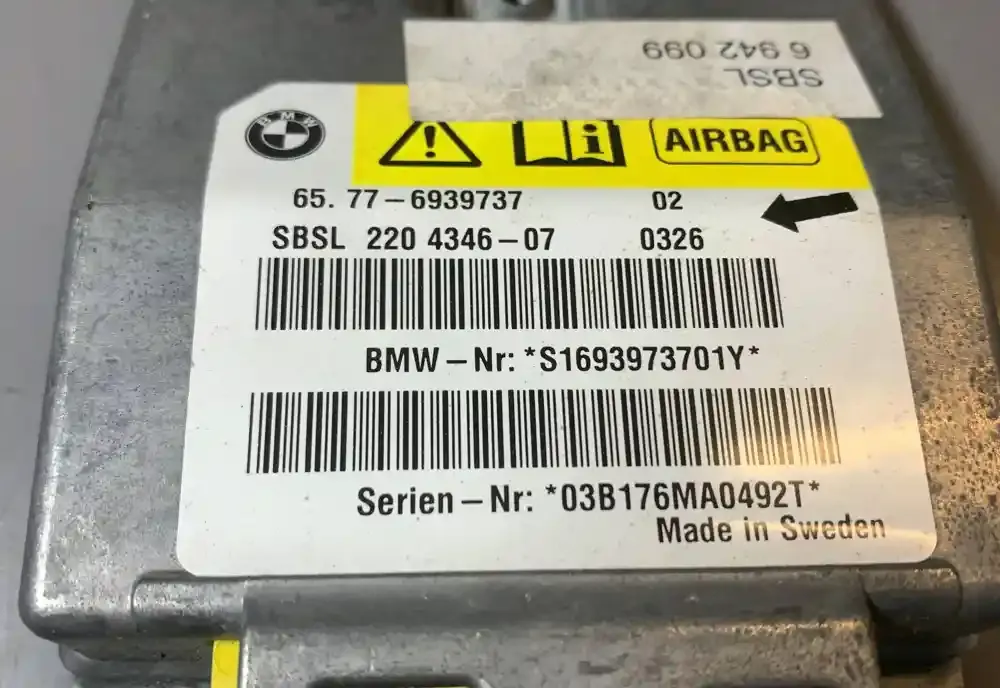 SBSL
6 942 099
BMW
AIRBAG
65. 77-6939737 02
SBSL 220 4346-07 0326
BMW-Nr: *S1693973701Y*
Serien-Nr: *03B176MA0492T*
Made in Sweden